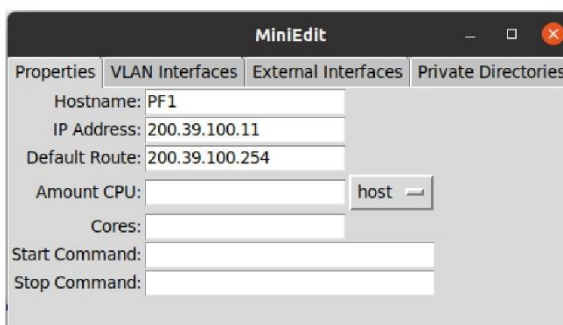 MiniEdit
Properties VLAN Interfaces External Interfaces Private Directories
Hostname: PF1
IP Address: 200.39.100.11
Default Route: 200.39.100.254
Amount CPU: host
Cores:
Start Command:
Stop Command: